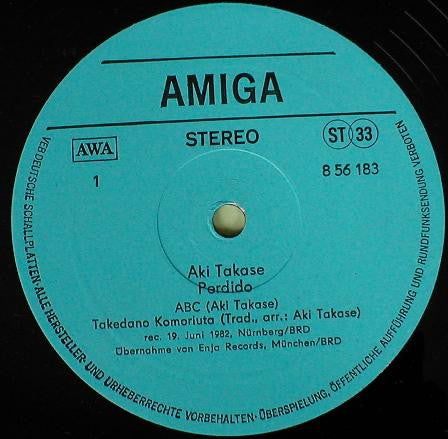 AMIGA
STEREO
AWA
ST 33
1
8 56 183
Aki Takase
Perdido
ABC (Aki Takase)
Takedano Komoriuta (Trad., arr.: Aki Takase)
rec. 19. Juni 1982, Nürnberg/BRD
Übernahme von Enja Records, München/BRD
VEB DEUTSCHE SCHALLPLATTEN · ALLE HERSTELLER- UND URHEBERRECHTE VORBEHALTEN · ÜBERSPIELUNG, ÖFFENTLICHE AUFFÜHRUNG UND RUNDFUNKSENDUNG VERBOTEN